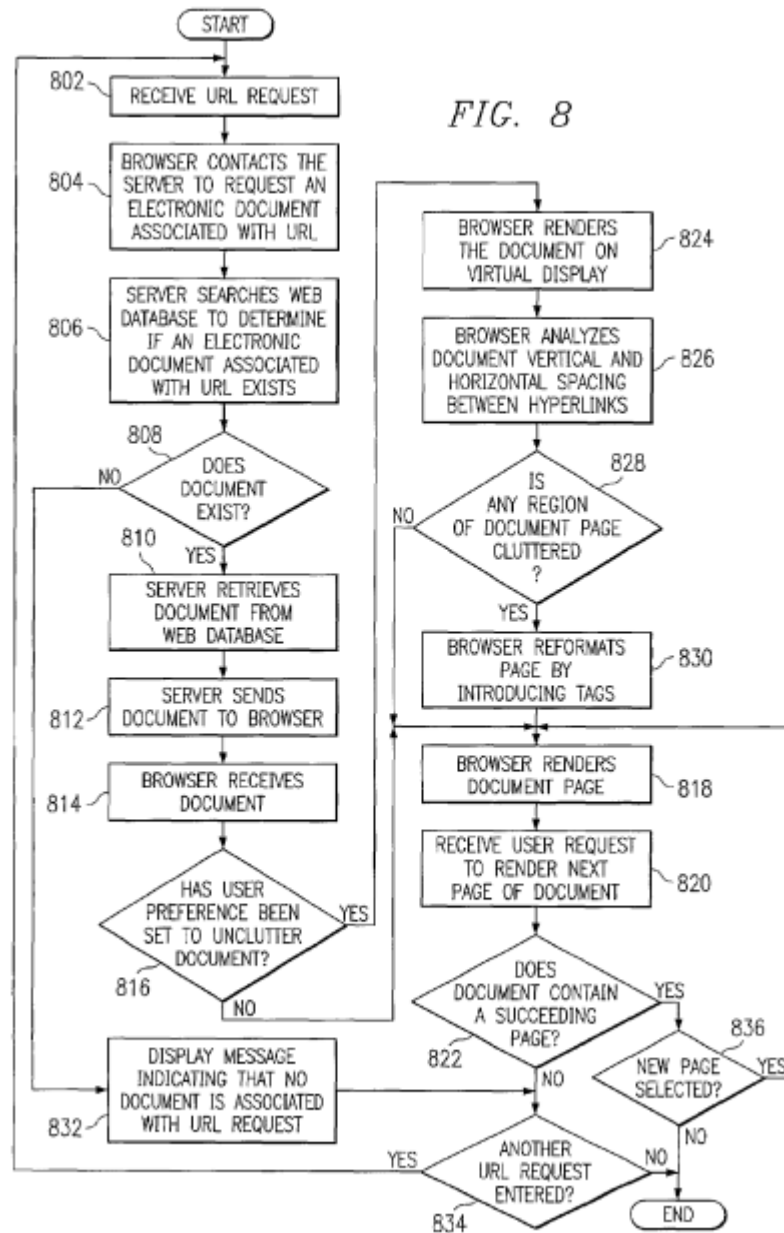 START
802
RECEIVE URL REQUEST
FIG. 8
804
BROWSER CONTACTS THE
SERVER TO REQUEST AN
ELECTRONIC DOCUMENT
ASSOCIATED WITH URL
806
SERVER SEARCHES WEB
DATABASE TO DETERMINE
IF AN ELECTRONIC
DOCUMENT ASSOCIATED
WITH URL EXISTS
808
NO
DOES
DOCUMENT
EXIST?
YES
810
SERVER RETRIEVES
DOCUMENT FROM
WEB DATABASE
812
SERVER SENDS
DOCUMENT TO BROWSER
814
BROWSER RECEIVES
DOCUMENT
HAS USER
PREFERENCE BEEN
SET TO UNCLUTTER
DOCUMENT?
YES
816
NO
DISPLAY MESSAGE
INDICATING THAT NO
DOCUMENT IS ASSOCIATED
WITH URL REQUEST
832
BROWSER RENDERS
THE DOCUMENT ON
VIRTUAL DISPLAY
824
BROWSER ANALYZES
DOCUMENT VERTICAL AND
HORIZONTAL SPACING
BETWEEN HYPERLINKS
826
828
NO
IS
ANY REGION
OF DOCUMENT PAGE
CLUTTERED
?
YES
BROWSER REFORMATS
PAGE BY
INTRODUCING TAGS
830
BROWSER RENDERS
DOCUMENT PAGE
818
RECEIVE USER REQUEST
TO RENDER NEXT
PAGE OF DOCUMENT
820
DOES
DOCUMENT CONTAIN
A SUCCEEDING
PAGE?
YES
822
NO
836
NEW PAGE
SELECTED?
YES
NO
YES
ANOTHER
URL REQUEST
ENTERED?
NO
834
END